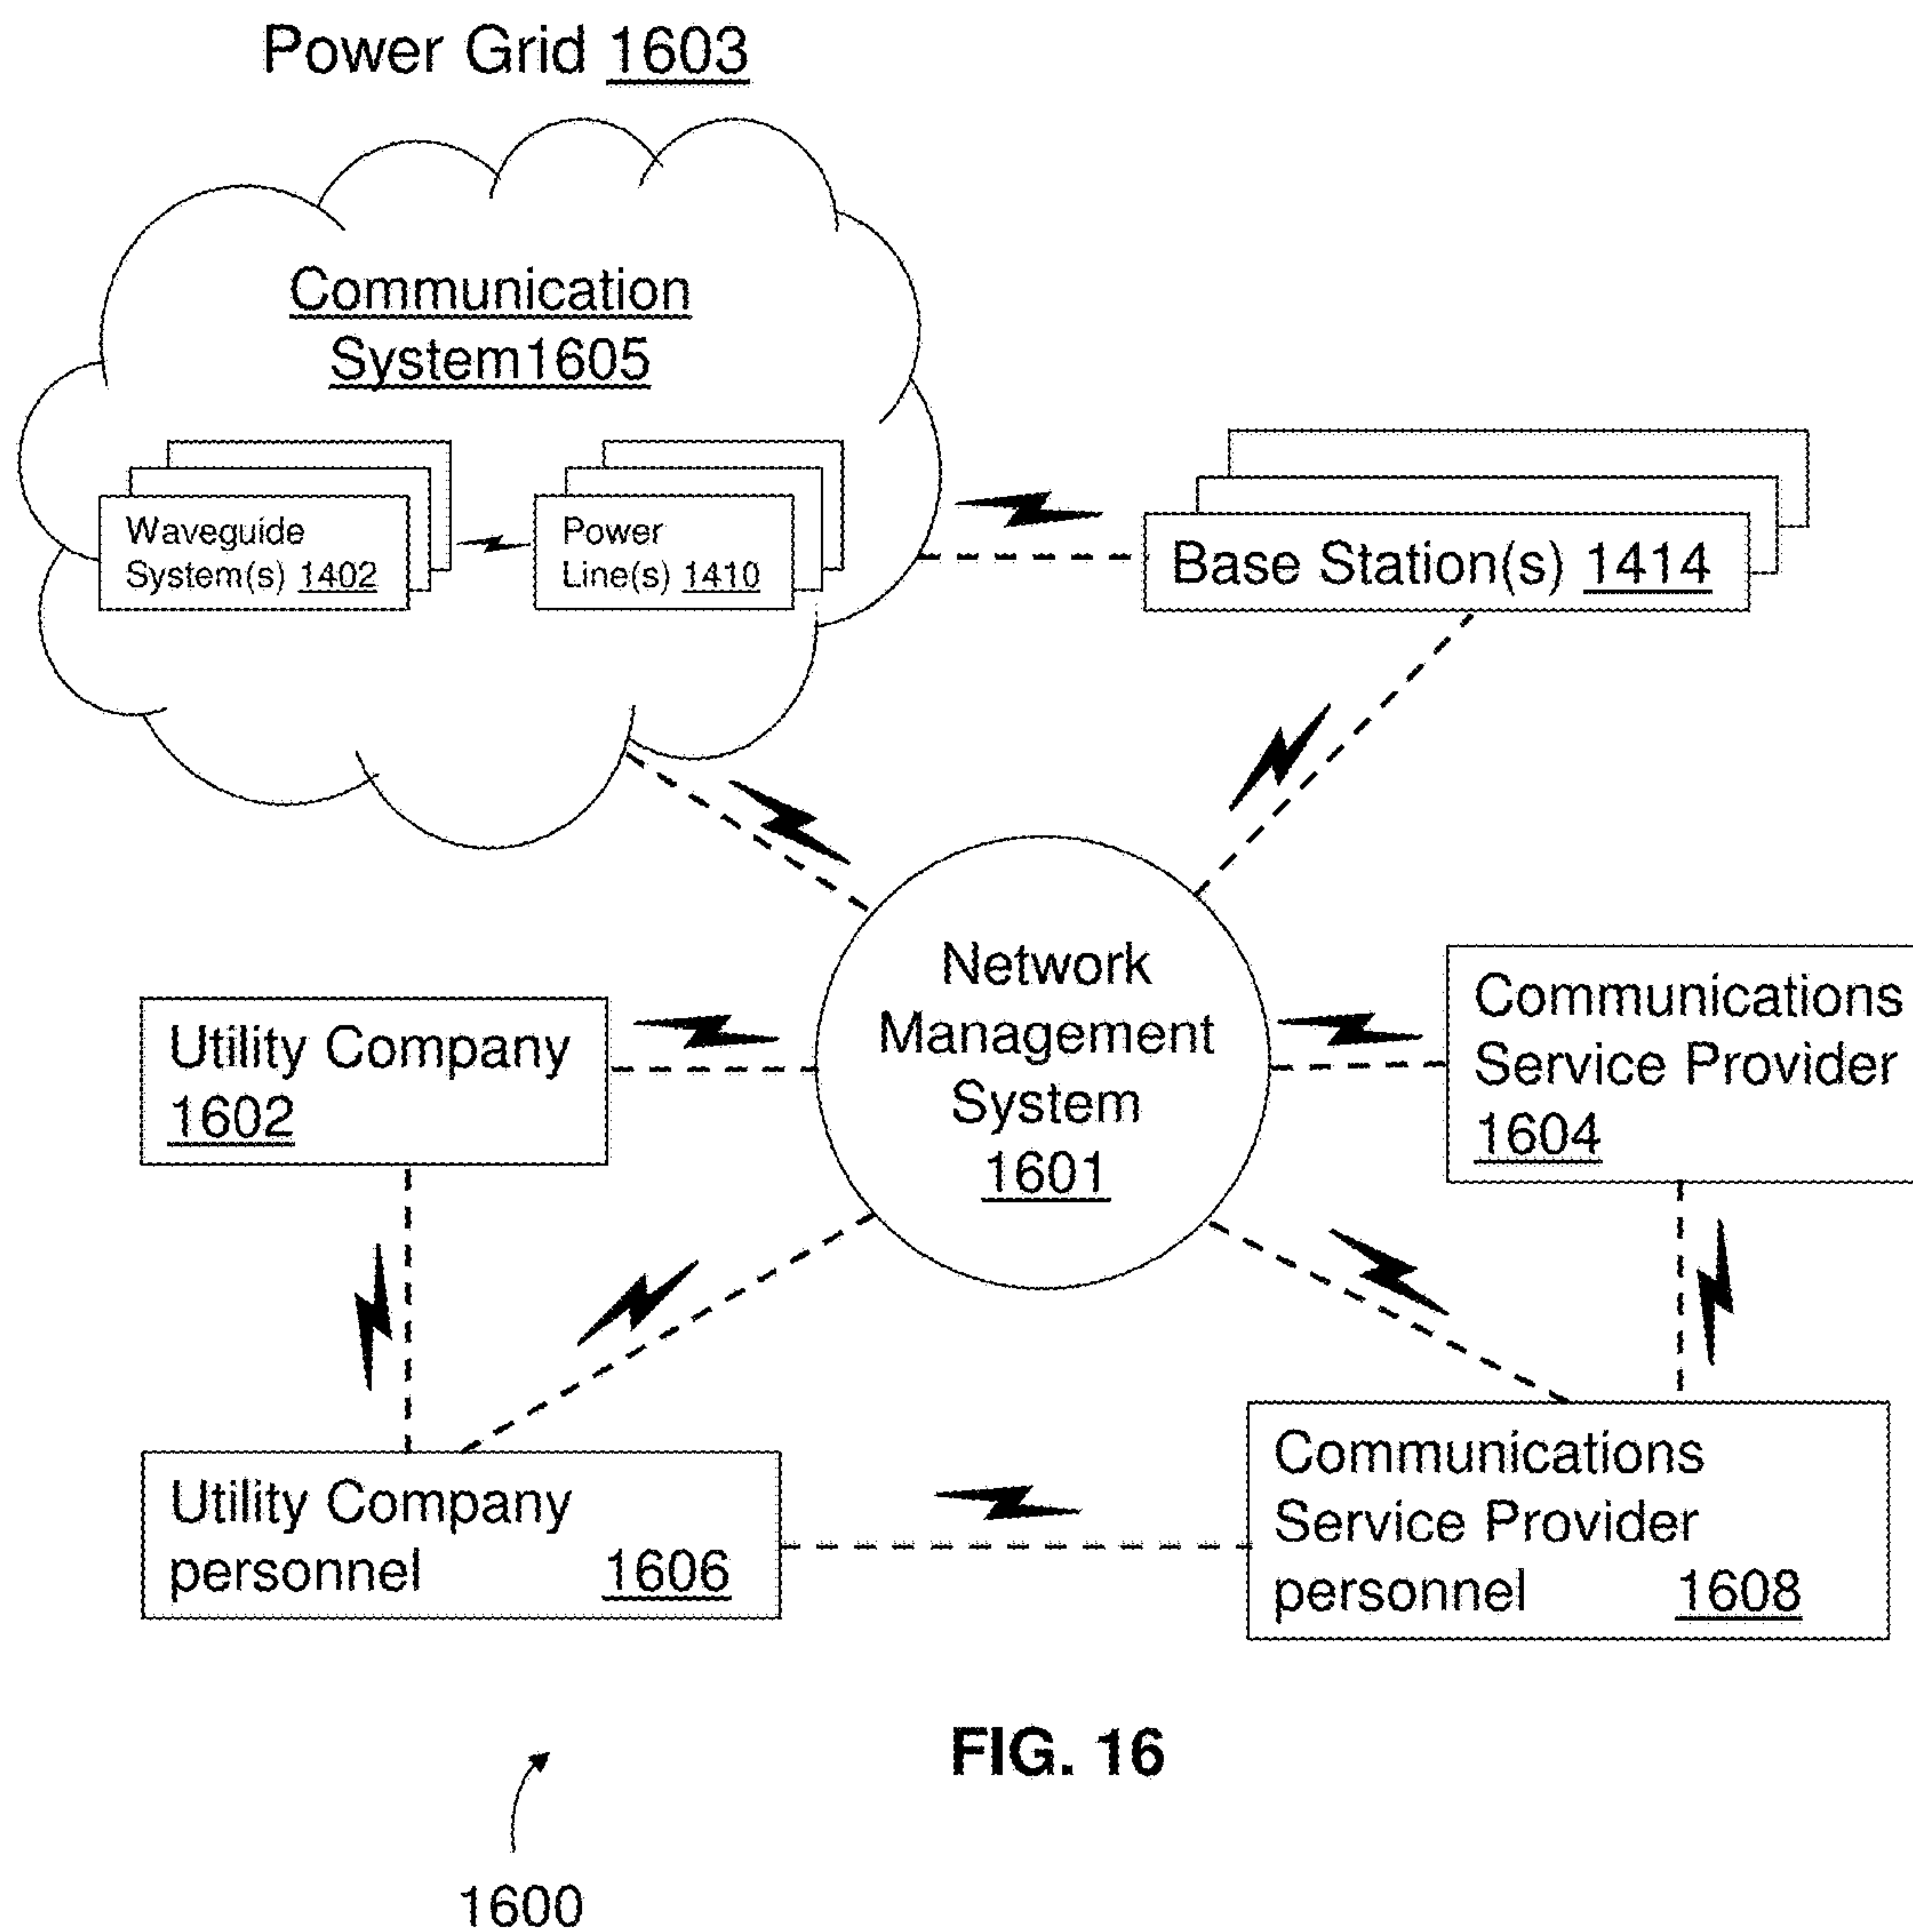 Power Grid 1603
Communication
System1605
Waveguide
System(s) 1402
Power
Line(s) 1410
Base Station(s) 1414
Network
Management
System
1601
Utility Company
1602
Communications
Service Provider
1604
Utility Company
personnel 1606
Communications
Service Provider
personnel 1608
FIG. 16
1600